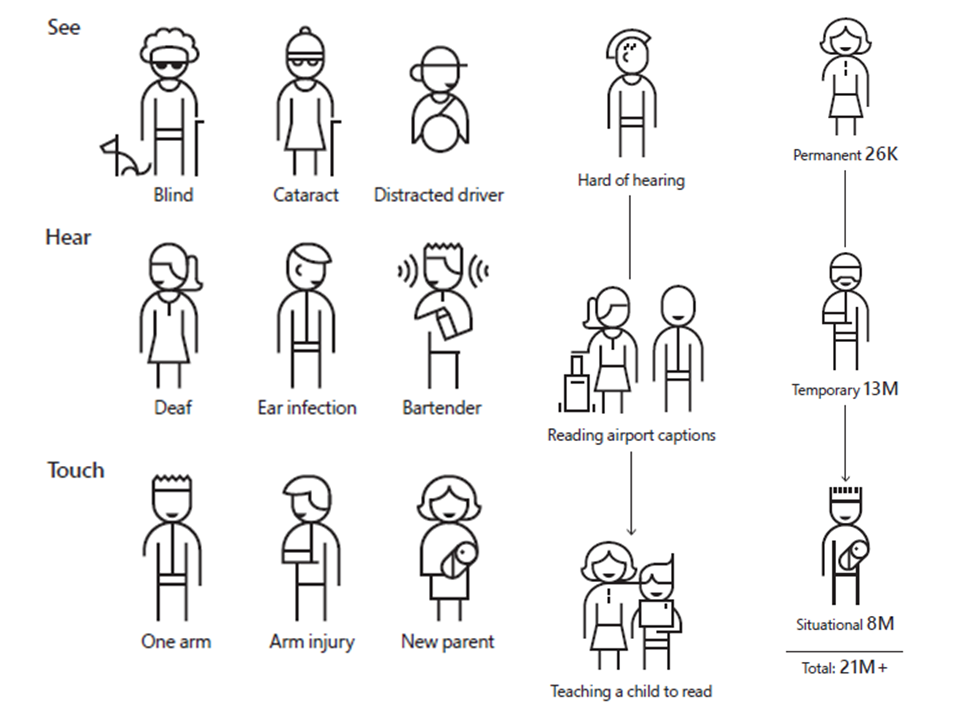 See
Blind
Cataract
Distracted driver
Hear
Deaf
Ear infection
Bartender
Touch
One arm
Arm injury
New parent
Hard of hearing
Reading airport captions
Teaching a child to read
Permanent 26K
Temporary 13M
Situational 8M
Total: 21M+